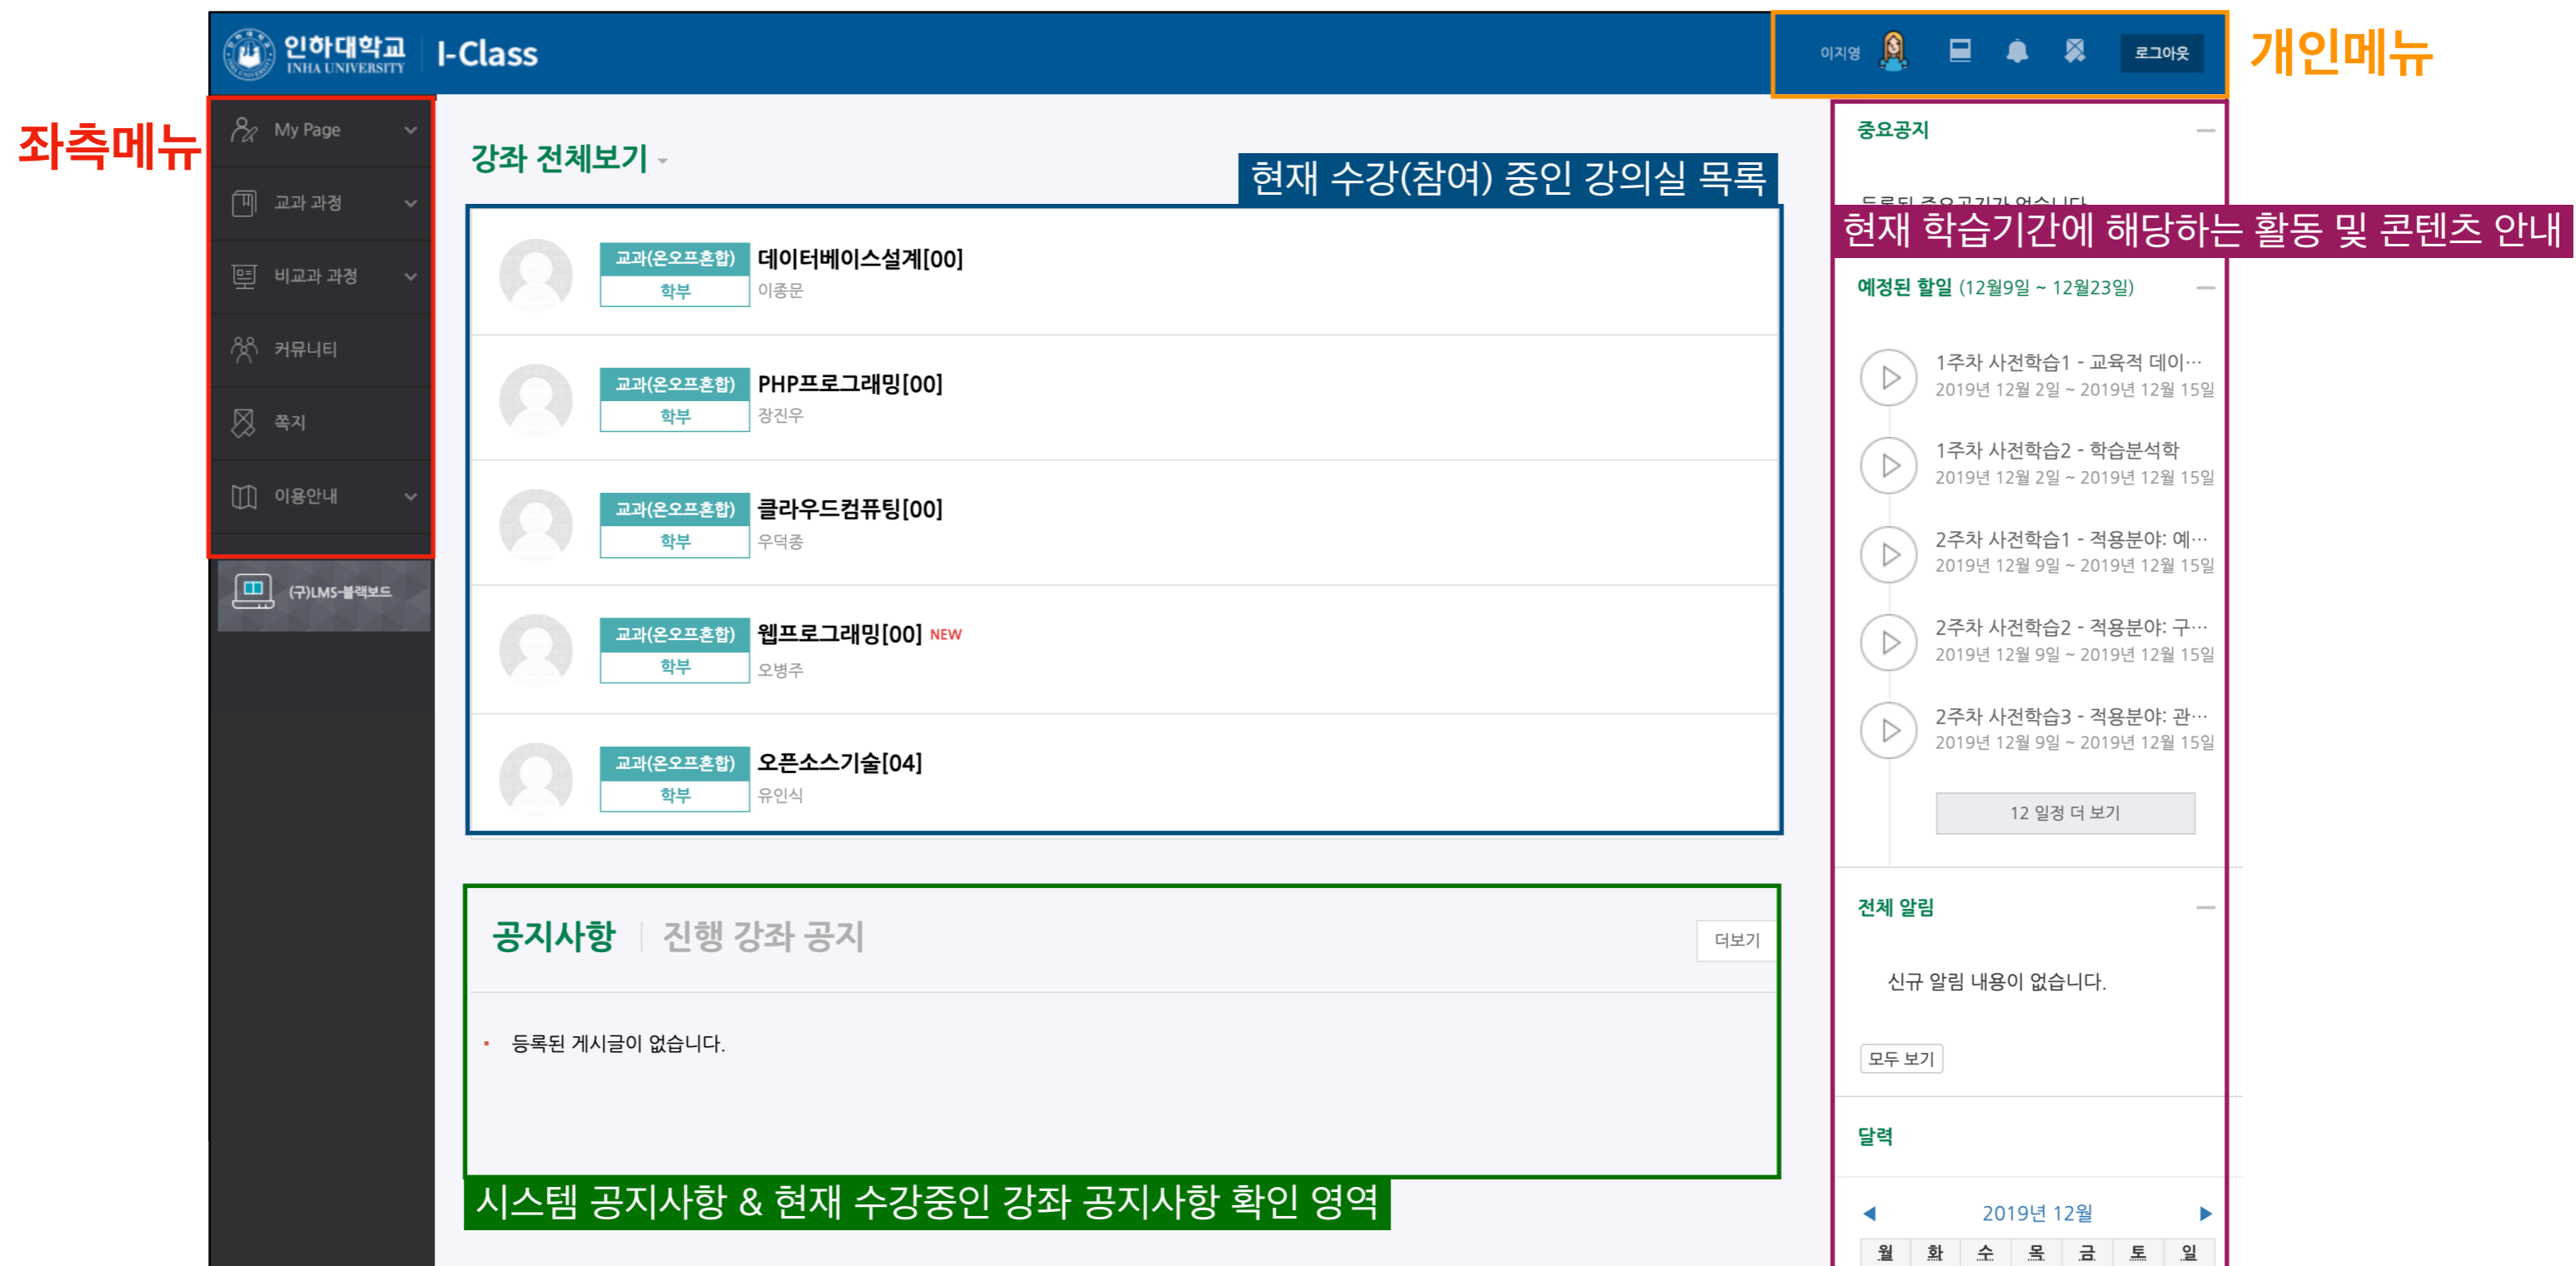 인하대학교
INHA UNIVERSITY
I-Class
이지영
로그아웃
개인메뉴
좌측메뉴
My Page
교과 과정
비교과 과정
커뮤니티
쪽지
이용안내
(구)LMS-블랙보드
강좌 전체보기
현재 수강(참여) 중인 강의실 목록
교과(온오프혼합) 데이터베이스설계[00]
학부 이종문
교과(온오프혼합) PHP프로그래밍[00]
학부 장진우
교과(온오프혼합) 클라우드컴퓨팅[00]
학부 우덕종
교과(온오프혼합) 웹프로그래밍[00] NEW
학부 오병주
교과(온오프혼합) 오픈소스기술[04]
학부 유인식
공지사항 진행 강좌 공지
더보기
등록된 게시글이 없습니다.
시스템 공지사항 & 현재 수강중인 강좌 공지사항 확인 영역
중요공지
등록된 중요공지가 없습니다
현재 학습기간에 해당하는 활동 및 콘텐츠 안내
예정된 할일 (12월9일 ~ 12월23일)
1주차 사전학습1 - 교육적 데이…
2019년 12월 2일 ~ 2019년 12월 15일
1주차 사전학습2 - 학습분석학
2019년 12월 2일 ~ 2019년 12월 15일
2주차 사전학습1 - 적용분야: 예…
2019년 12월 9일 ~ 2019년 12월 15일
2주차 사전학습2 - 적용분야: 구…
2019년 12월 9일 ~ 2019년 12월 15일
2주차 사전학습3 - 적용분야: 관…
2019년 12월 9일 ~ 2019년 12월 15일
12 일정 더 보기
전체 알림
신규 알림 내용이 없습니다.
모두 보기
달력
◀ 2019년 12월 ▶
월 화 수 목 금 토 일